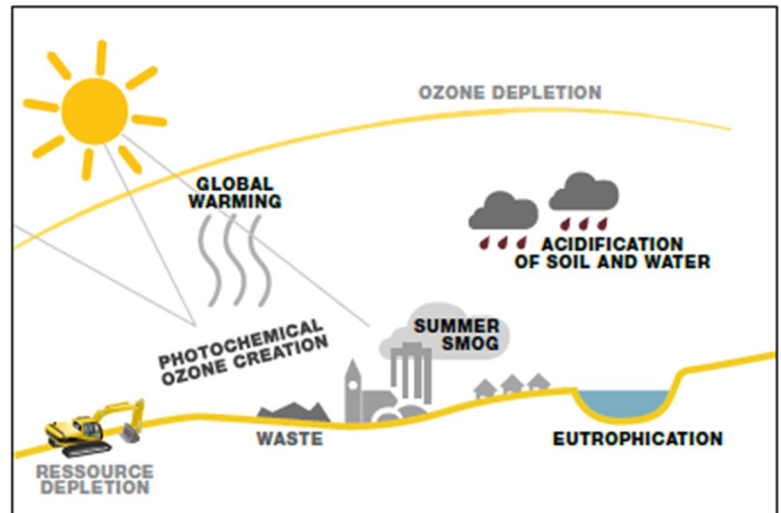 OZONE DEPLETION
GLOBAL
WARMING
ACIDIFICATION
OF SOIL AND WATER
SUMMER
SMOG
PHOTOCHEMICAL
OZONE CREATION
WASTE
EUTROPHICATION
RESSOURCE
DEPLETION